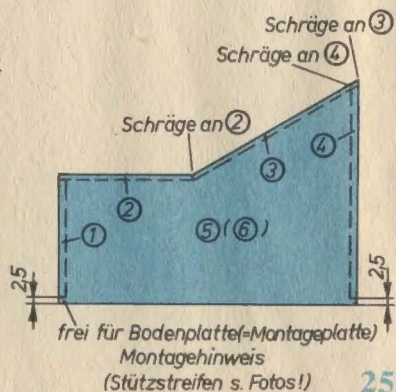 Schräge an ③
Schräge an ④
Schräge an ②
④
③
②
①
⑤(⑥)
2,5
2,5
frei für Bodenplatte(=Montageplatte)
Montagehinweis
(Stützstreifen s. Fotos!)
25